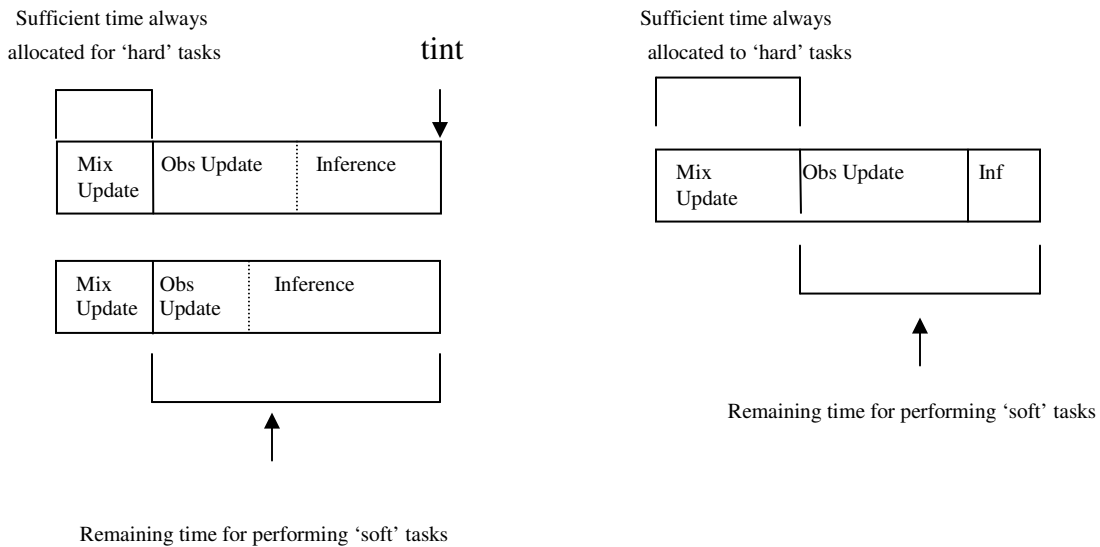 Sufficient time always
allocated for ‘hard’ tasks
tint
Mix
Update
Obs Update
Inference
Mix
Update
Obs
Update
Inference
Remaining time for performing ‘soft’ tasks
Sufficient time always
allocated to ‘hard’ tasks
Mix
Update
Obs Update
Inf
Remaining time for performing ‘soft’ tasks